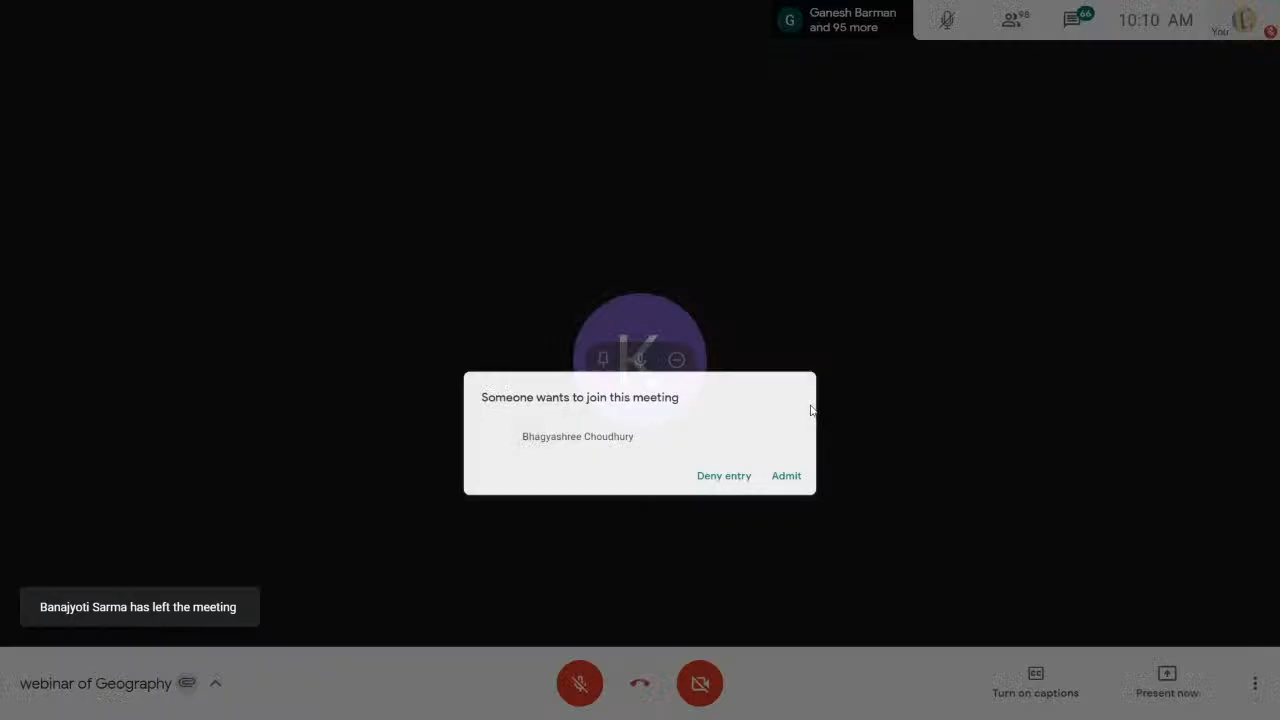 G
Ganesh Barman
and 95 more
98
66
10:10 AM
You
K
Someone wants to join this meeting
Bhagyashree Choudhury
Deny entry
Admit
Banajyoti Sarma has left the meeting
webinar of Geography
CC
Turn on captions
Present now